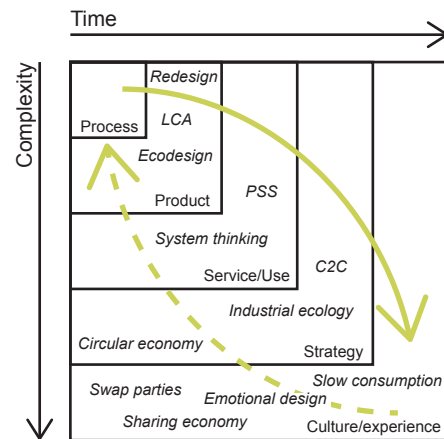 Time
Complexity
Redesign
Process
LCA
Ecodesign
Product
PSS
System thinking
Service/Use
C2C
Industrial ecology
Circular economy
Strategy
Slow consumption
Swap parties
Emotional design
Sharing economy
Culture/experience